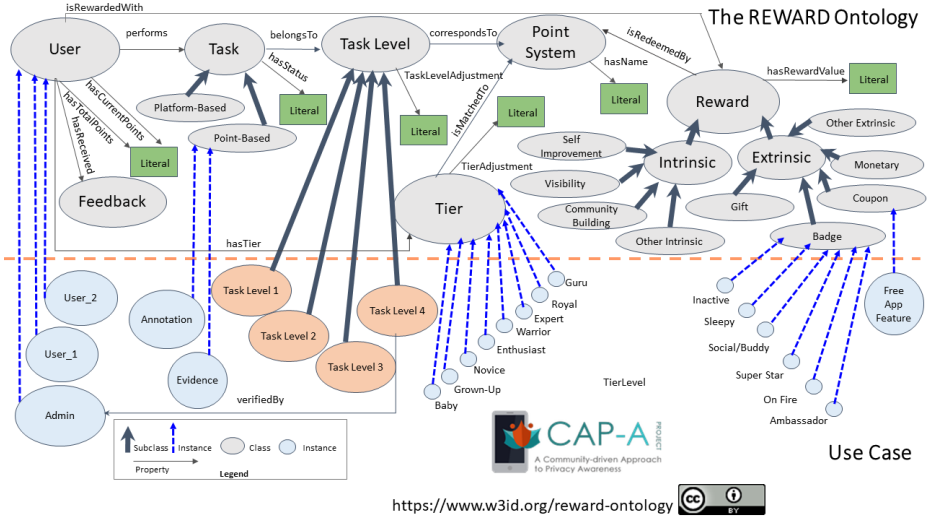 isRewardedWith
The REWARD Ontology
User
performs
Task
belongsTo
Task Level
correspondsTo
Point
System
isRedeemedBy
hasStatus
TaskLevelAdjustment
hasName
hasRewardValue
Literal
hasCurrentPoints
hasTotalPoints
hasReceived
Platform-Based
Literal
Literal
isMatchedTo
Literal
Literal
Reward
Point-Based
Literal
TierAdjustment
Self
Improvement
Intrinsic
Extrinsic
Other Extrinsic
Monetary
Visibility
Feedback
Tier
Community
Building
Gift
Coupon
hasTier
Other Intrinsic
Badge
User_2
Annotation
Task Level 1
Task Level 2
Task Level 4
Guru
Royal
Expert
Warrior
Enthusiast
Novice
Grown-Up
Baby
Inactive
Sleepy
Social/Buddy
Super Star
On Fire
Ambassador
Free
App
Feature
User_1
Task Level 3
Evidence
TierLevel
verifiedBy
Admin
Subclass
Instance
Class
Instance
Property
Legend
CAP-A
PROJECT
A Community-driven Approach
to Privacy Awareness
Use Case
https://www.w3id.org/reward-ontology
cc
BY